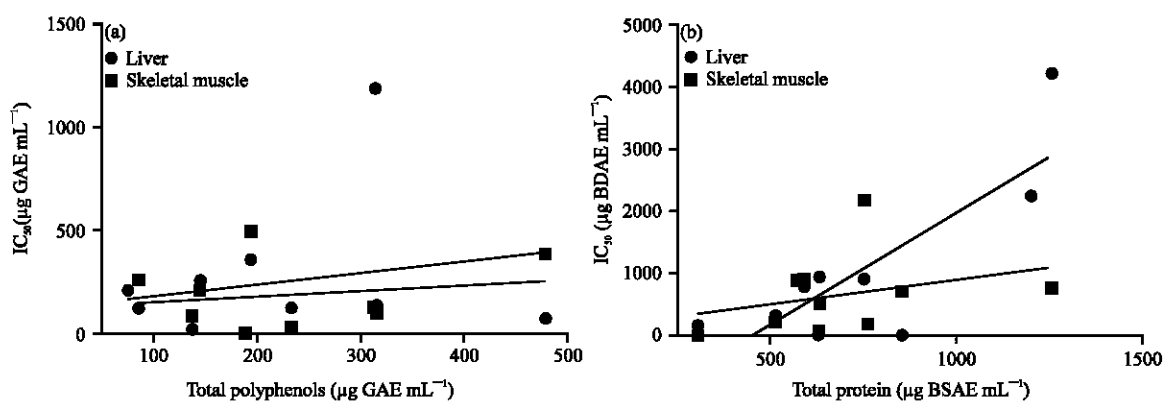 (a)
Liver
Skeletal muscle
1500
1000
500
0
IC₅₀ (µg GAE mL⁻¹)
100
200
300
400
500
Total polyphenols (µg GAE mL⁻¹)
(b)
Liver
Skeletal muscle
5000
4000
3000
2000
1000
0
IC₅₀ (µg BDAE mL⁻¹)
500
1000
1500
Total protein (µg BSAE mL⁻¹)